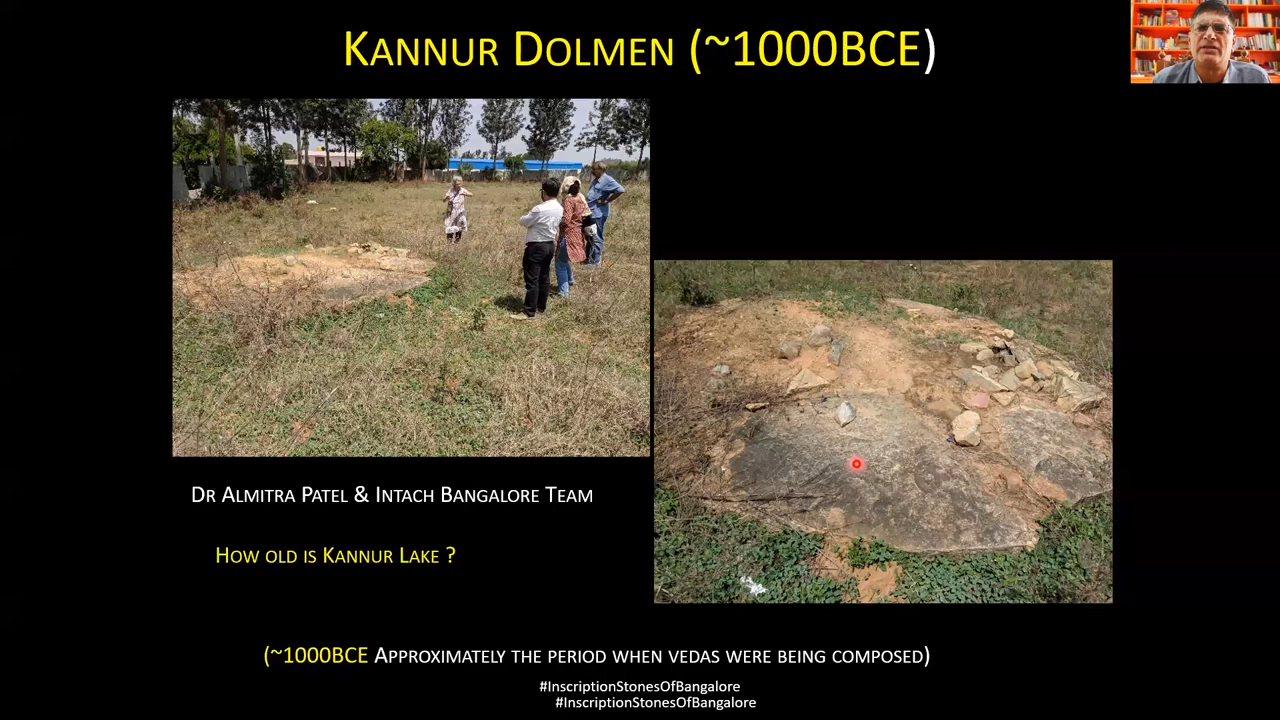 KANNUR DOLMEN (~1000BCE)
DR ALMITRA PATEL & INTACH BANGALORE TEAM
HOW OLD IS KANNUR LAKE ?
(~1000BCE APPROXIMATELY THE PERIOD WHEN VEDAS WERE BEING COMPOSED)
#InscriptionStonesOfBangalore
#InscriptionStonesOfBangalore